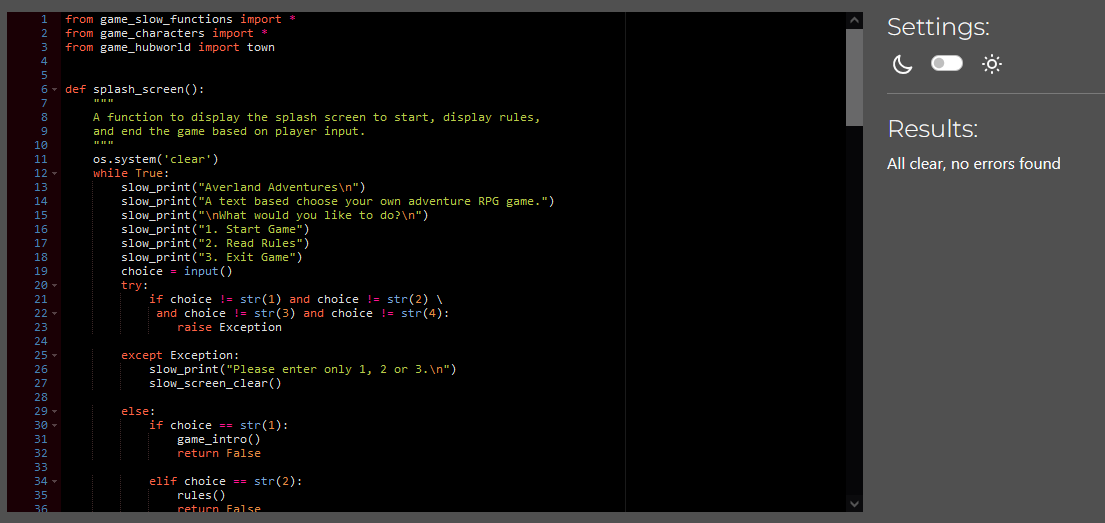 1 from game_slow_functions import *
2 from game_characters import *
3 from game_hubworld import town
4
5
6 def splash_screen():
7     """
8     A function to display the splash screen to start, display rules,
9     and end the game based on player input.
10     """
11     os.system('clear')
12     while True:
13         slow_print("Averland Adventures\n")
14         slow_print("A text based choose your own adventure RPG game.")
15         slow_print("\nWhat would you like to do?\n")
16         slow_print("1. Start Game")
17         slow_print("2. Read Rules")
18         slow_print("3. Exit Game")
19         choice = input()
20         try:
21             if choice != str(1) and choice != str(2) \
22              and choice != str(3) and choice != str(4):
23                 raise Exception
24
25         except Exception:
26             slow_print("Please enter only 1, 2 or 3.\n")
27             slow_screen_clear()
28
29         else:
30             if choice == str(1):
31                 game_intro()
32                 return False
33
34             elif choice == str(2):
35                 rules()
36                 return False
Settings:
Results:
All clear, no errors found